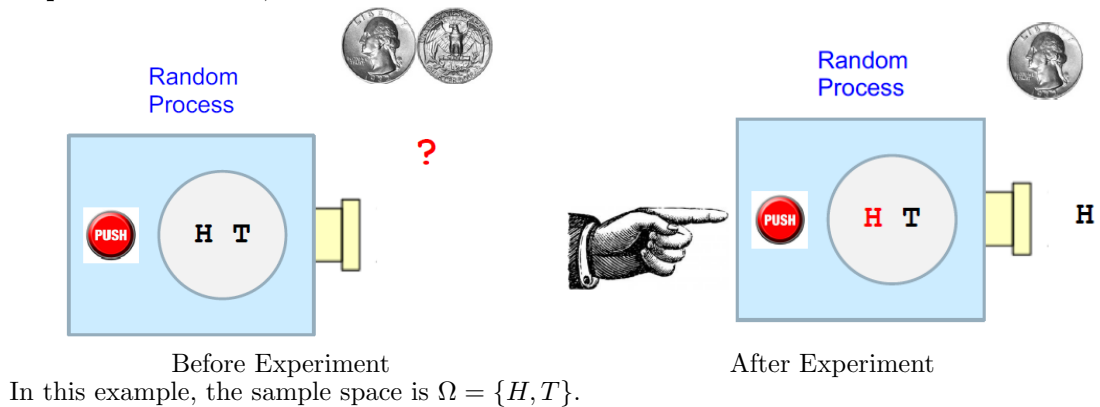 Random
Process
?
PUSH
H T
Before Experiment
Random
Process
PUSH
H T
H
After Experiment
In this example, the sample space is Ω = {H, T}.